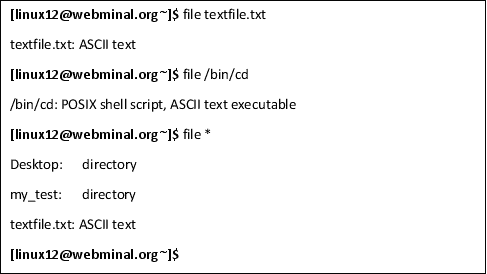 [linux12@webminal.org~]$ file textfile.txt
textfile.txt: ASCII text
[linux12@webminal.org~]$ file /bin/cd
/bin/cd: POSIX shell script, ASCII text executable
[linux12@webminal.org~]$ file *
Desktop: directory
my_test: directory
textfile.txt: ASCII text
[linux12@webminal.org~]$